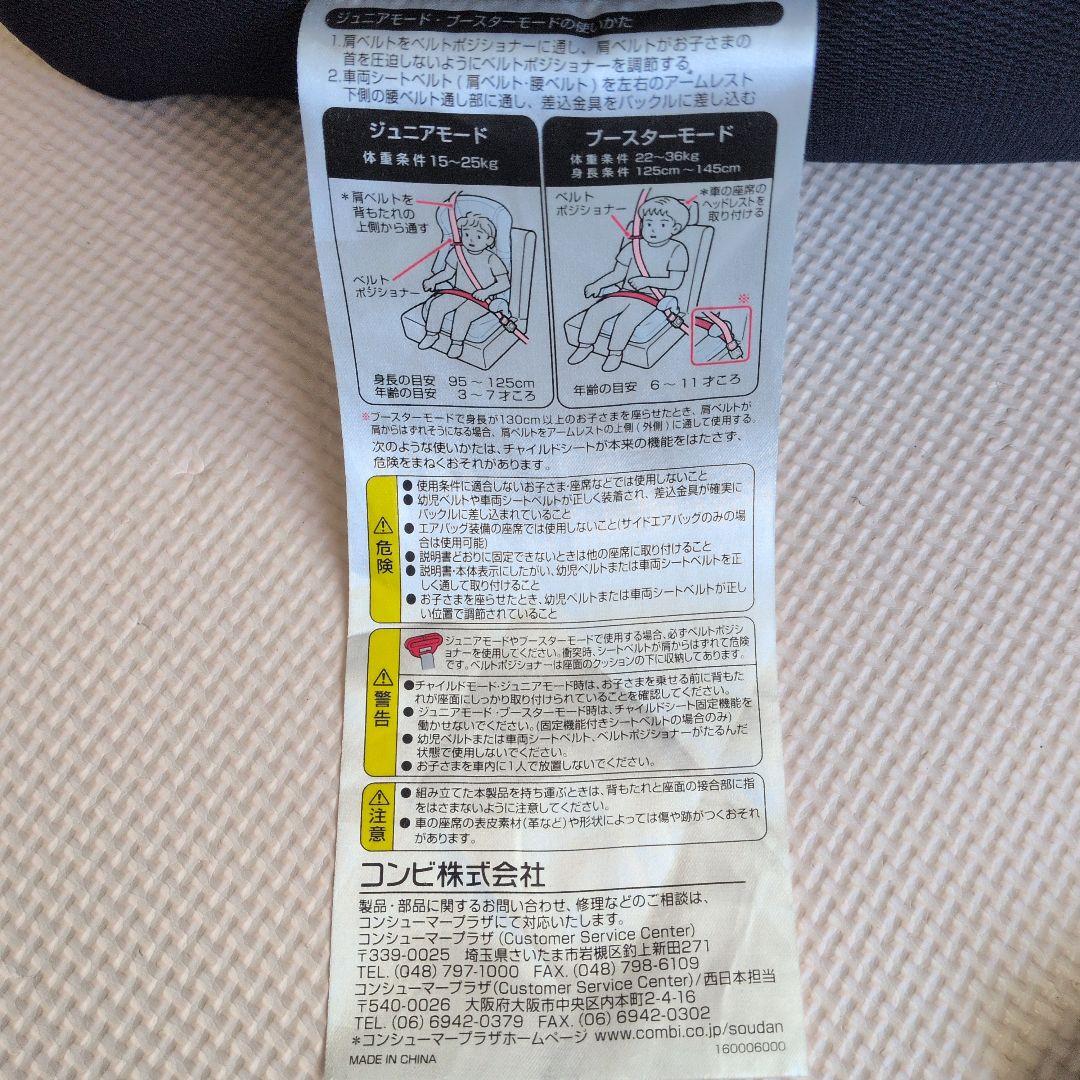 ジュニアモード・ブースターモードの使いかた
1.肩ベルトをベルトポジショナーに通し、肩ベルトがお子さまの
首を圧迫しないようにベルトポジショナーを調節する。
2.車両シートベルト(肩ベルト・腰ベルト)を左右のアームレスト
下側の腰ベルト通し部に通し、差込金具をバックルに差し込む
ジュニアモード
体重条件 15〜25kg
*肩ベルトを
背もたれの
上側から通す
ベルト
ポジショナー
身長の目安 95〜125cm
年齢の目安 3〜7才ころ
ブースターモード
体重条件 22〜36kg
身長条件 125cm〜145cm
ベルト
ポジショナー
*車の座席の
ヘッドレストを
取り付ける
※
年齢の目安 6〜11才ころ
※ブースターモードで身長が130cm以上のお子さまを座らせたとき、肩ベルトが
肩からはずれそうになる場合、肩ベルトをアームレストの上側(外側)に通して使用する。
次のような使いかたは、チャイルドシートが本来の機能をはたさず、
危険をまねくおそれがあります。
危険
● 使用条件に適合しないお子さま・座席などでは使用しないこと
● 幼児ベルトや車両シートベルトが正しく装着され、差込金具が確実に
バックルに差し込まれていること
● エアバッグ装備の座席では使用しないこと(サイドエアバッグのみの場
合は使用可能)
● 説明書どおりに固定できないときは他の座席に取り付けること
● 説明書・本体表示にしたがい、幼児ベルトまたは車両シートベルトを正
しく通して取り付けること
● お子さまを座らせたとき、幼児ベルトまたは車両シートベルトが正し
い位置で調節されていること
警告
ジュニアモードやブースターモードで使用する場合、必ずベルトポジシ
ョナーを使用してください。衝突時、シートベルトが肩からはずれて危険
です。ベルトポジショナーは座面のクッションの下に収納してあります。
●チャイルドモード・ジュニアモード時は、お子さまを乗せる前に背もた
れが座面にしっかり取り付けられていることを確認してください。
● ジュニアモード・ブースターモード時は、チャイルドシート固定機能を
働かせないでください。(固定機能付きシートベルトの場合のみ)
● 幼児ベルトまたは車両シートベルト、ベルトポジショナーがたるんだ
状態で使用しないでください。
● お子さまを車内に1人で放置しないでください。
注意
● 組み立てた本製品を持ち運ぶときは、背もたれと座面の接合部に指
をはさまないように注意してください。
● 車の座席の表皮素材(革など)や形状によっては傷や跡がつくおそれ
があります。
コンビ株式会社
製品・部品に関するお問い合わせ、修理などのご相談は、
コンシューマープラザにて対応いたします。
コンシューマープラザ(Customer Service Center)
〒339-0025 埼玉県さいたま市岩槻区釣上新田271
TEL.(048)797-1000 FAX.(048)798-6109
コンシューマープラザ(Customer Service Center)/西日本担当
〒540-0026 大阪府大阪市中央区内本町2-4-16
TEL.(06)6942-0379 FAX.(06)6942-0302
*コンシューマープラザホームページ www.combi.co.jp/soudan
MADE IN CHINA
160006000